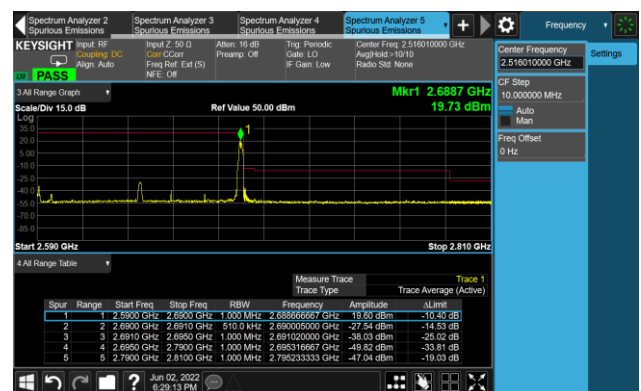 Spectrum Analyzer 2
Spurious Emissions
Spectrum Analyzer 3
Spurious Emissions
Spectrum Analyzer 4
Spurious Emissions
Spectrum Analyzer 5
Spurious Emissions
Frequency
KEYSIGHT
Input: RF
Coupling: DC
Align: Auto
Input Z: 50 Ω
Corr CCorr
Freq Ref: Ext (S)
NFE: Off
Atten: 16 dB
Preamp: Off
Trig: Periodic
Gate: LO
IF Gain: Low
Center Freq: 2.516010000 GHz
Avg|Hold:>10/10
Radio Std: None
PASS
Center Frequency
2.516010000 GHz
Settings
CF Step
10.000000 MHz
Auto
Man
Freq Offset
0 Hz
3 All Range Graph
Mkr1 2.6887 GHz
Scale/Div 15.0 dB
Ref Value 50.00 dBm
19.73 dBm
Log
35.0
20.0
5.00
-10.0
-25.0
-40.0
-55.0
-70.0
-85.0
1
Start 2.590 GHz
Stop 2.810 GHz
4 All Range Table
Measure Trace Trace 1
Trace Type Trace Average (Active)
Spur Range Start Freq Stop Freq RBW Frequency Amplitude ΔLimit
1 1 2.5900 GHz 2.6900 GHz 1.000 MHz 2.688666667 GHz 19.60 dBm -10.40 dB
2 2 2.6900 GHz 2.6910 GHz 510.0 kHz 2.690005000 GHz -27.54 dBm -14.53 dB
3 3 2.6910 GHz 2.6950 GHz 1.000 MHz 2.691020000 GHz -38.03 dBm -25.02 dB
4 4 2.6950 GHz 2.7900 GHz 1.000 MHz 2.695316667 GHz -49.82 dBm -33.81 dB
5 5 2.7900 GHz 2.8100 GHz 1.000 MHz 2.795233333 GHz -47.04 dBm -19.03 dB
Jun 02, 2022
6:29:13 PM